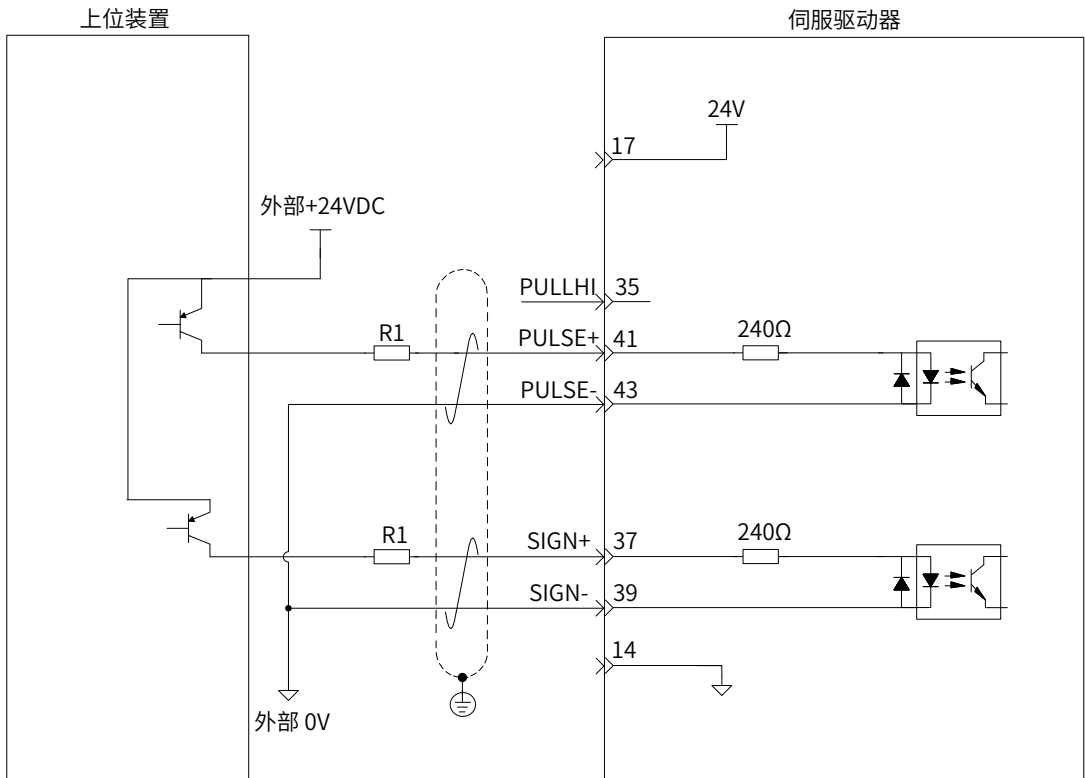 上位装置
伺服驱动器
24V
17
外部+24VDC
PULLHI 35
R1
PULSE+ 41
240Ω
PULSE- 43
R1
SIGN+ 37
240Ω
SIGN- 39
14
外部 0V